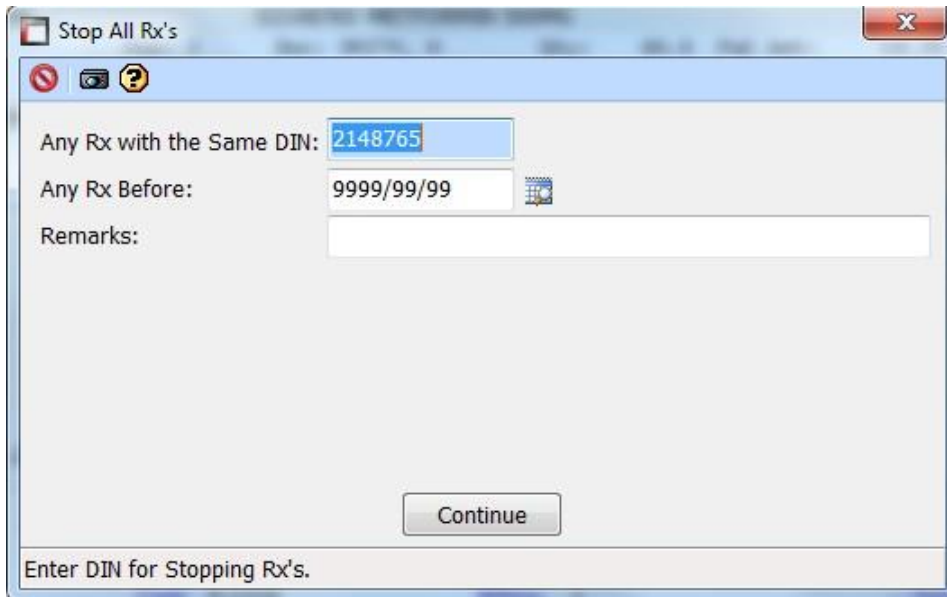 Stop All Rx's
Any Rx with the Same DIN: 2148765
Any Rx Before: 9999/99/99
Remarks:
Continue
Enter DIN for Stopping Rx's.